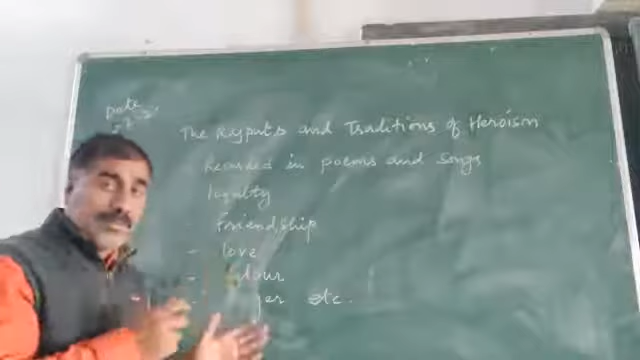 Date
The Rajputs and Traditions of Heroism
Recorded in poems and songs
loyalty
- Friendship
- love
etc.